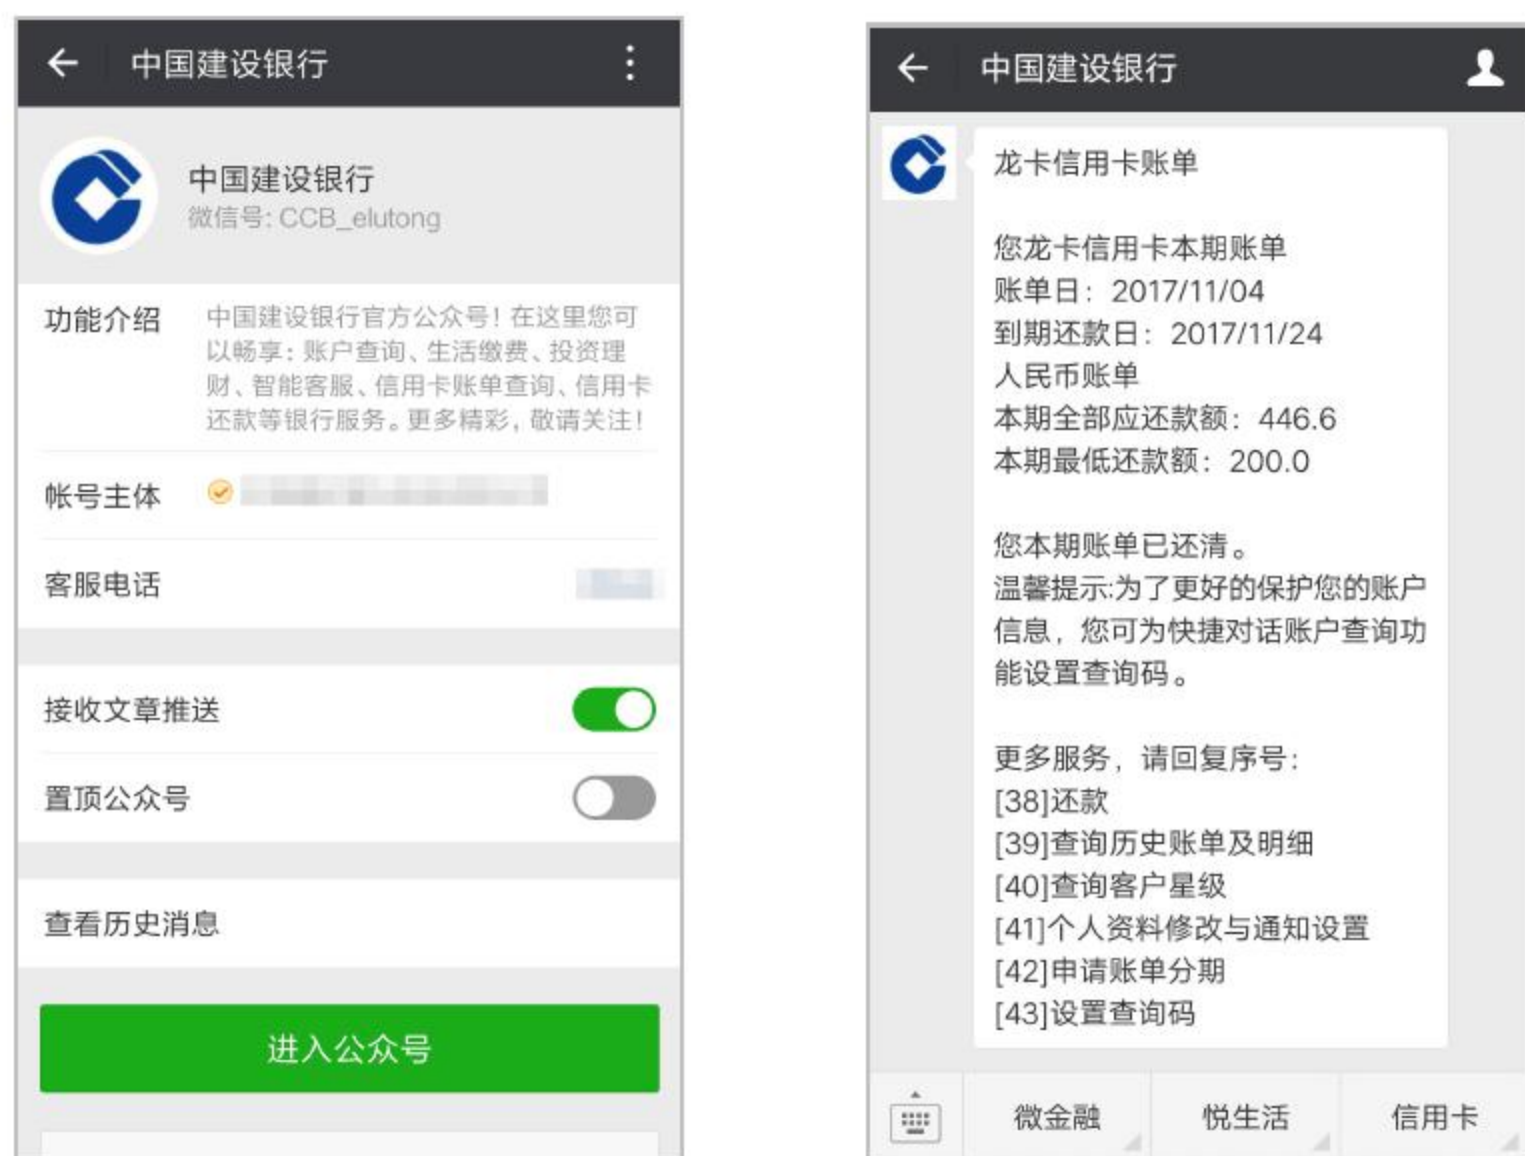 中国建设银行
中国建设银行
微信号: CCB_elutong
功能介绍
中国建设银行官方公众号！在这里您可
以畅享：账户查询、生活缴费、投资理
财、智能客服、信用卡账单查询、信用卡
还款等银行服务。更多精彩，敬请关注！
帐号主体
客服电话
接收文章推送
置顶公众号
查看历史消息
进入公众号
中国建设银行
龙卡信用卡账单
您龙卡信用卡本期账单
账单日：2017/11/04
到期还款日：2017/11/24
人民币账单
本期全部应还款额：446.6
本期最低还款额：200.0
您本期账单已还清。
温馨提示:为了更好的保护您的账户
信息，您可为快捷对话账户查询功
能设置查询码。
更多服务，请回复序号：
[38]还款
[39]查询历史账单及明细
[40]查询客户星级
[41]个人资料修改与通知设置
[42]申请账单分期
[43]设置查询码
微金融
悦生活
信用卡